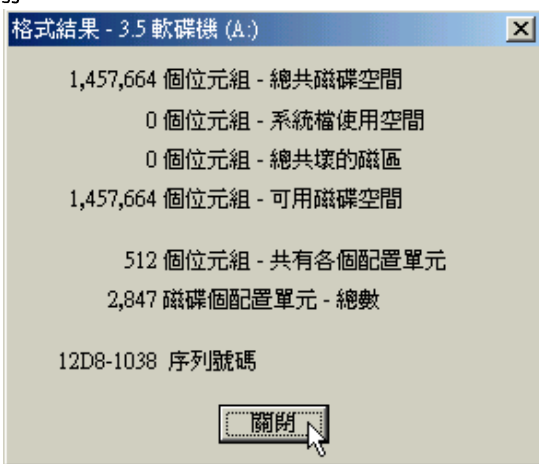 格式結果 - 3.5 軟碟機 (A:)
1,457,664 個位元組 - 總共磁碟空間
0 個位元組 - 系統檔使用空間
0 個位元組 - 總共壞的磁區
1,457,664 個位元組 - 可用磁碟空間
512 個位元組 - 共有各個配置單元
2,847 磁碟個配置單元 - 總數
12D8-1038 序列號碼
關閉